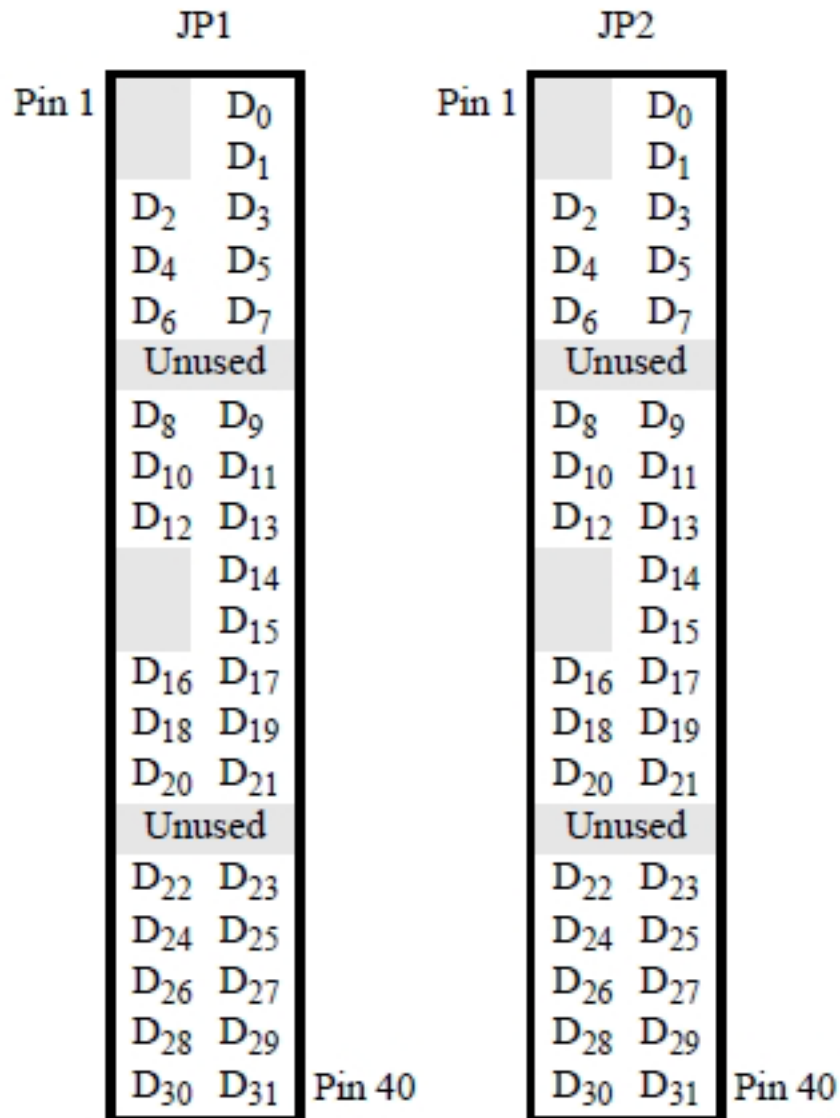 JP1 JP2
Pin 1 D0 Pin 1 D0
D1 D1
D2 D3 D2 D3
D4 D5 D4 D5
D6 D7 D6 D7
Unused Unused
D8 D9 D8 D9
D10 D11 D10 D11
D12 D13 D12 D13
D14 D14
D15 D15
D16 D17 D16 D17
D18 D19 D18 D19
D20 D21 D20 D21
Unused Unused
D22 D23 D22 D23
D24 D25 D24 D25
D26 D27 D26 D27
D28 D29 D28 D29
D30 D31 Pin 40 D30 D31 Pin 40